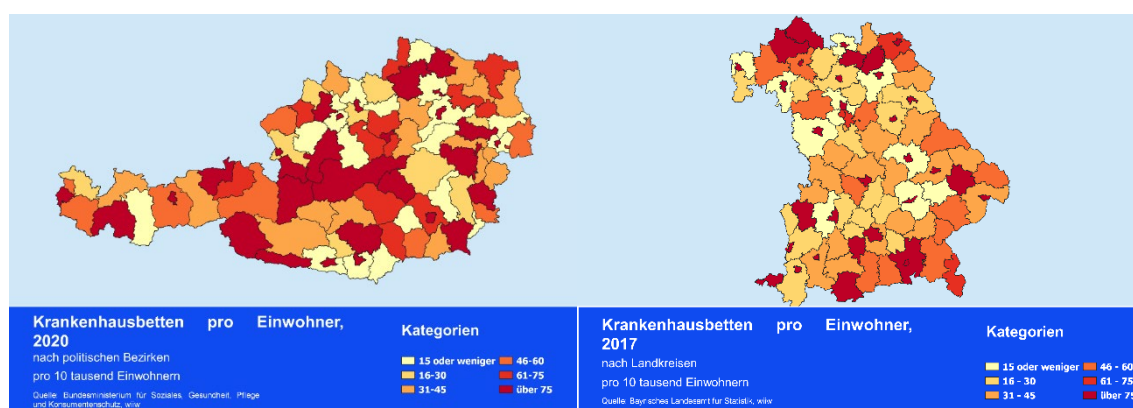 Krankenhausbetten pro Einwohner,
2020
nach politischen Bezirken
pro 10 tausend Einwohnern
Quelle: Bundesministerium für Soziales, Gesundheit, Pflege
und Konsumentenschutz, wiiw
Kategorien
15 oder weniger
16-30
31-45
46-60
61-75
über 75
Krankenhausbetten pro Einwohner,
2017
nach Landkreisen
pro 10 tausend Einwohnern
Quelle: Bayrisches Landesamt für Statistik, wiiw
Kategorien
15 oder weniger
16 - 30
31 - 45
46 - 60
61 - 75
über 75